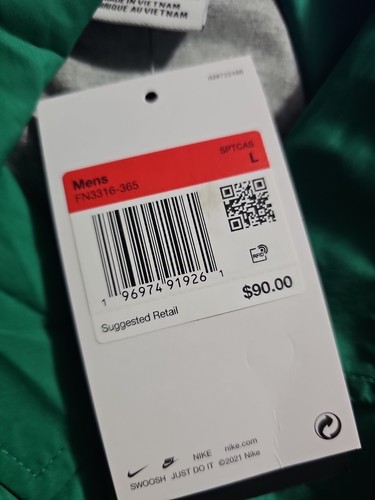 MADE IN VIETNAM
FABRIQUÉ AU VIETNAM
Mens
SPTCAS
FN3316-365
L
1 96974 91926 1
RFID
Suggested Retail
$90.00
NIKE nike.com
SWOOSH JUST DO IT ©2021 Nike